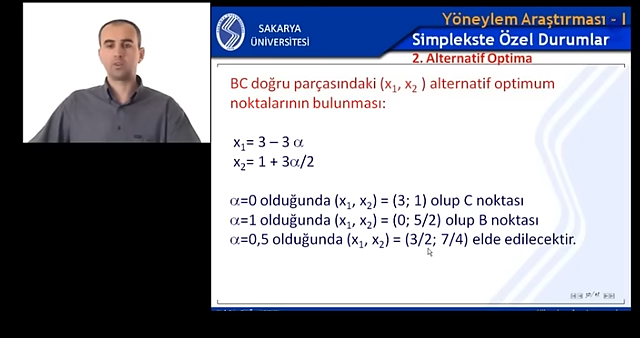 SAKARYA
ÜNİVERSİTESİ
Yöneylem Araştırması - I
Simplekste Özel Durumlar
2. Alternatif Optima
BC doğru parçasındaki (x₁, x₂ ) alternatif optimum
noktalarının bulunması:
x₁= 3 – 3 α
x₂= 1 + 3α/2
α=0 olduğunda (x₁, x₂) = (3; 1) olup C noktası
α=1 olduğunda (x₁, x₂) = (0; 5/2) olup B noktası
α=0,5 olduğunda (x₁, x₂) = (3/2; 7/4) elde edilecektir.